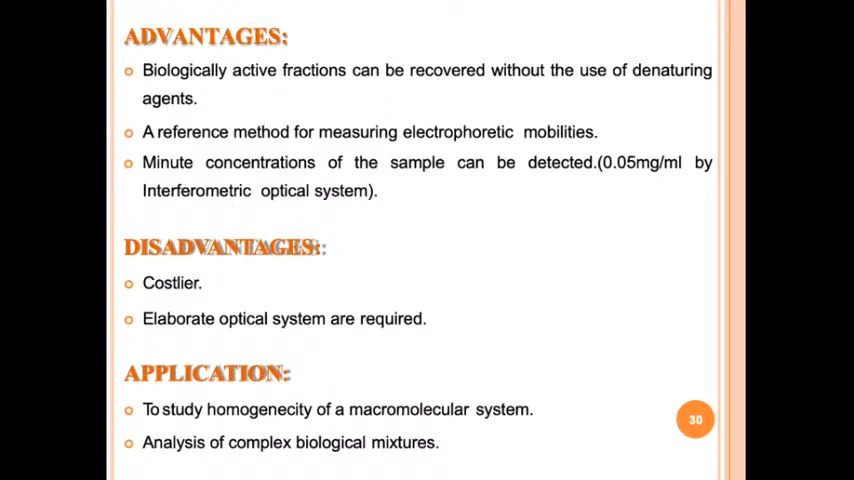 ADVANTAGES:
Biologically active fractions can be recovered without the use of denaturing
agents.
A reference method for measuring electrophoretic mobilities.
Minute concentrations of the sample can be detected.(0.05mg/ml by
Interferometric optical system).
DISADVANTAGES:
Costlier.
Elaborate optical system are required.
APPLICATION:
To study homogenecity of a macromolecular system.
30
Analysis of complex biological mixtures.